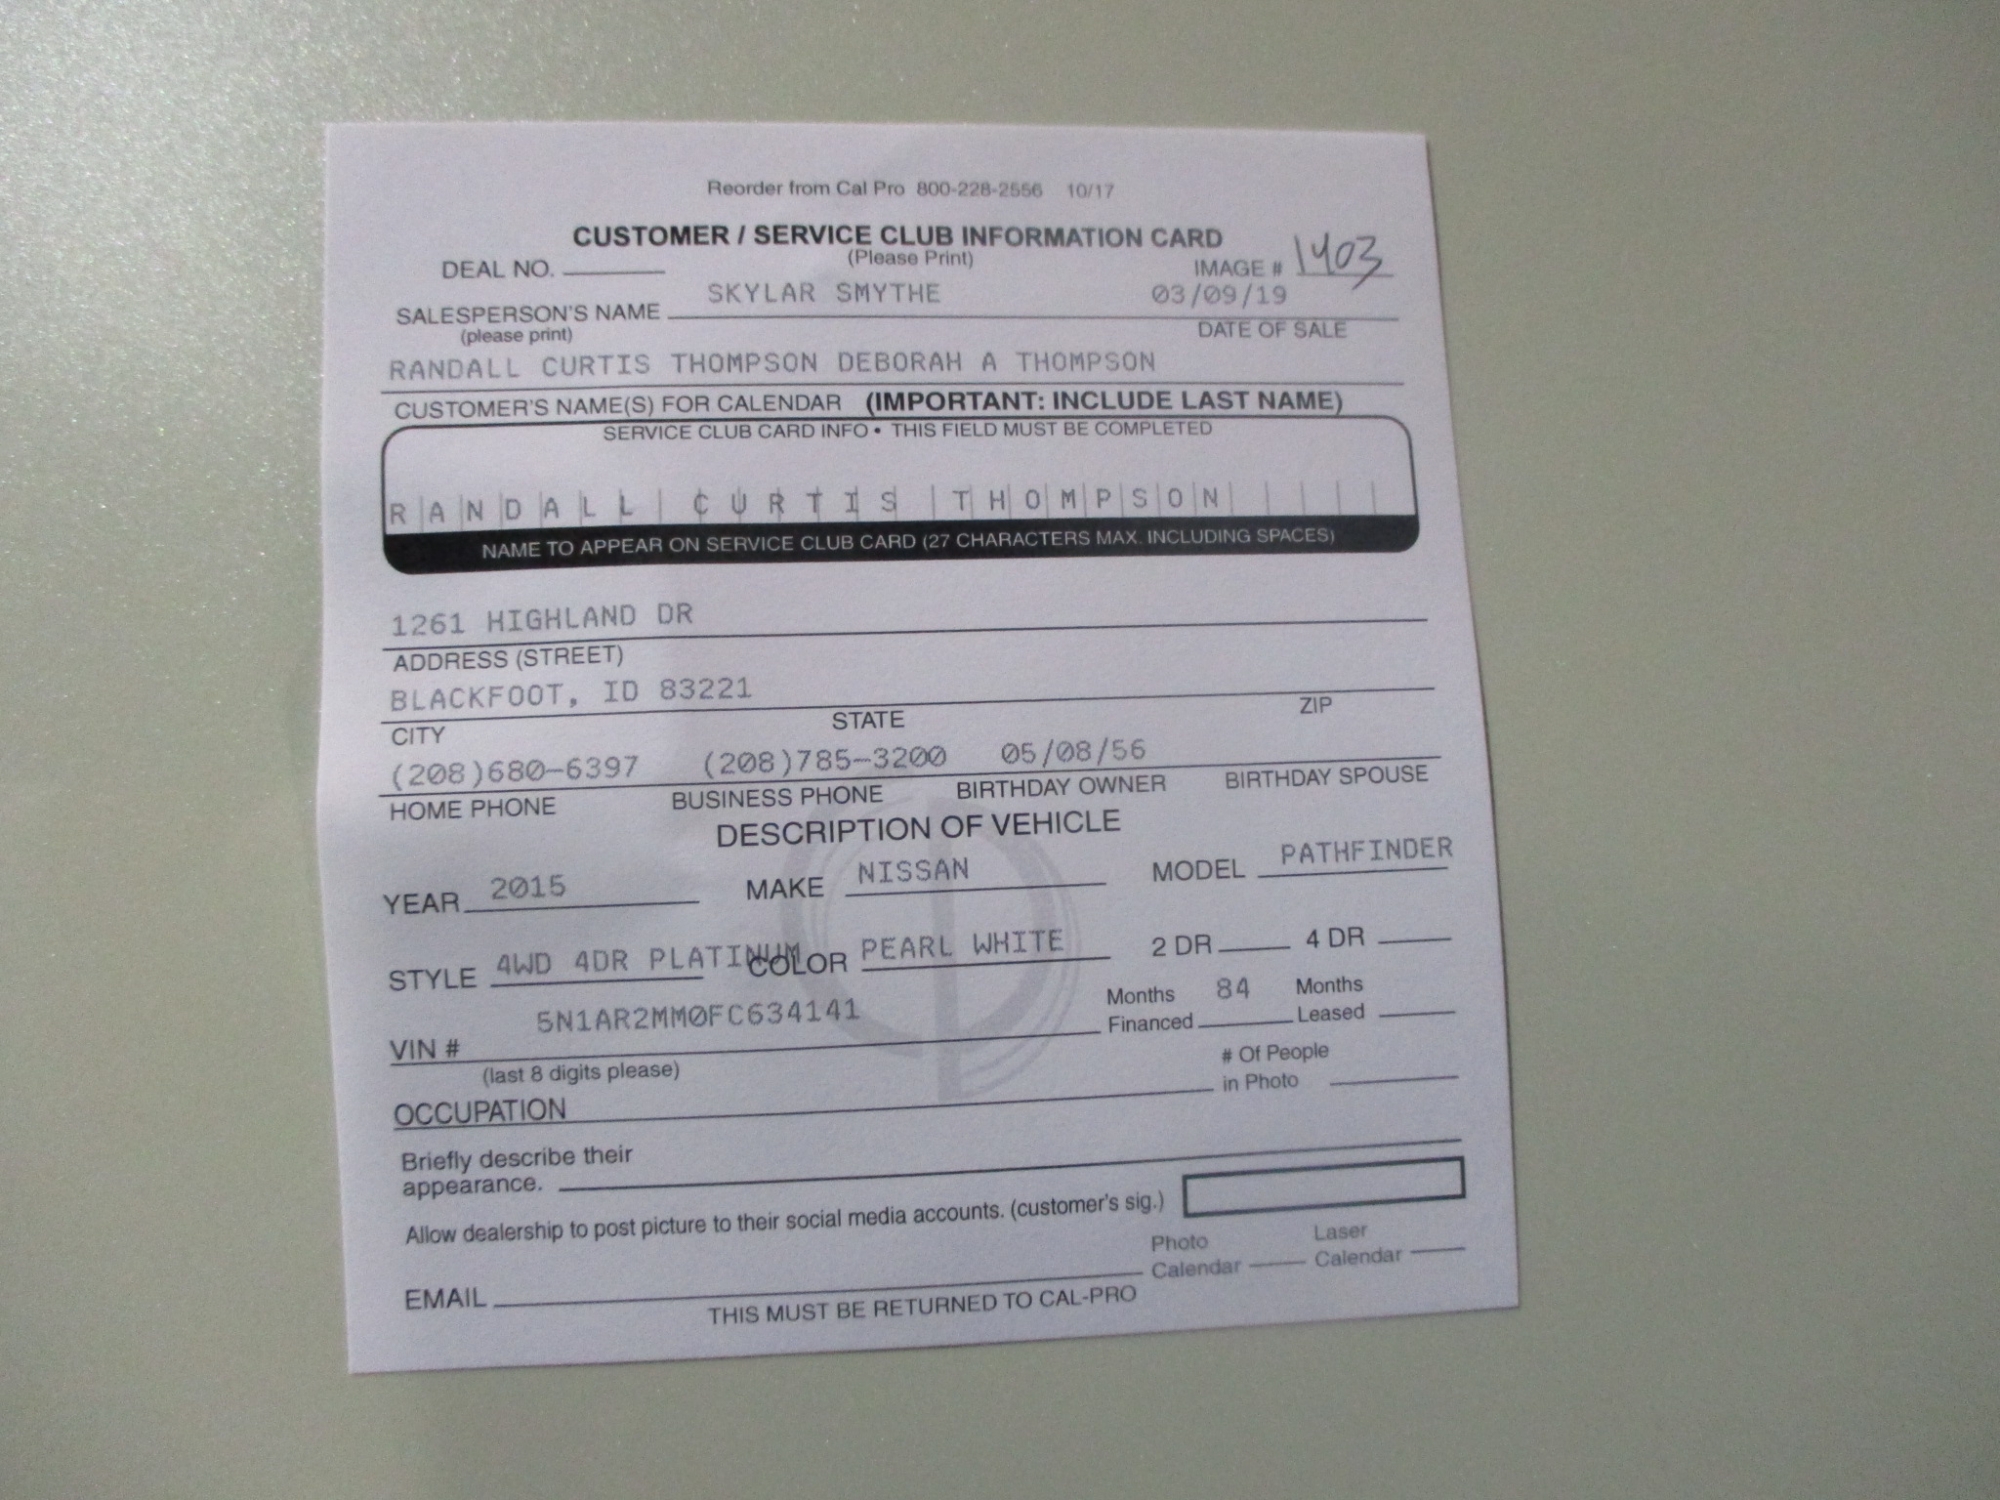 Reorder from Cal Pro 800-228-2556 10/17
CUSTOMER / SERVICE CLUB INFORMATION CARD
(Please Print)
DEAL NO. IMAGE # 1403
SKYLAR SMYTHE 03/09/19
SALESPERSON'S NAME DATE OF SALE
(please print)
RANDALL CURTIS THOMPSON DEBORAH A THOMPSON
CUSTOMER'S NAME(S) FOR CALENDAR (IMPORTANT: INCLUDE LAST NAME)
SERVICE CLUB CARD INFO • THIS FIELD MUST BE COMPLETED
RANDALL CURTIS THOMPSON
NAME TO APPEAR ON SERVICE CLUB CARD (27 CHARACTERS MAX. INCLUDING SPACES)
1261 HIGHLAND DR
ADDRESS (STREET)
BLACKFOOT, ID 83221
CITY STATE ZIP
(208)680-6397 (208)785-3200 05/08/56
HOME PHONE BUSINESS PHONE BIRTHDAY OWNER BIRTHDAY SPOUSE
DESCRIPTION OF VEHICLE
YEAR 2015 MAKE NISSAN MODEL PATHFINDER
STYLE 4WD 4DR PLATINUM COLOR PEARL WHITE 2 DR 4 DR
VIN # 5N1AR2MM0FC634141 Months Financed 84 Months Leased
(last 8 digits please)
OCCUPATION # Of People in Photo
Briefly describe their
appearance.
Allow dealership to post picture to their social media accounts. (customer's sig.)
EMAIL Photo Calendar Laser Calendar
THIS MUST BE RETURNED TO CAL-PRO